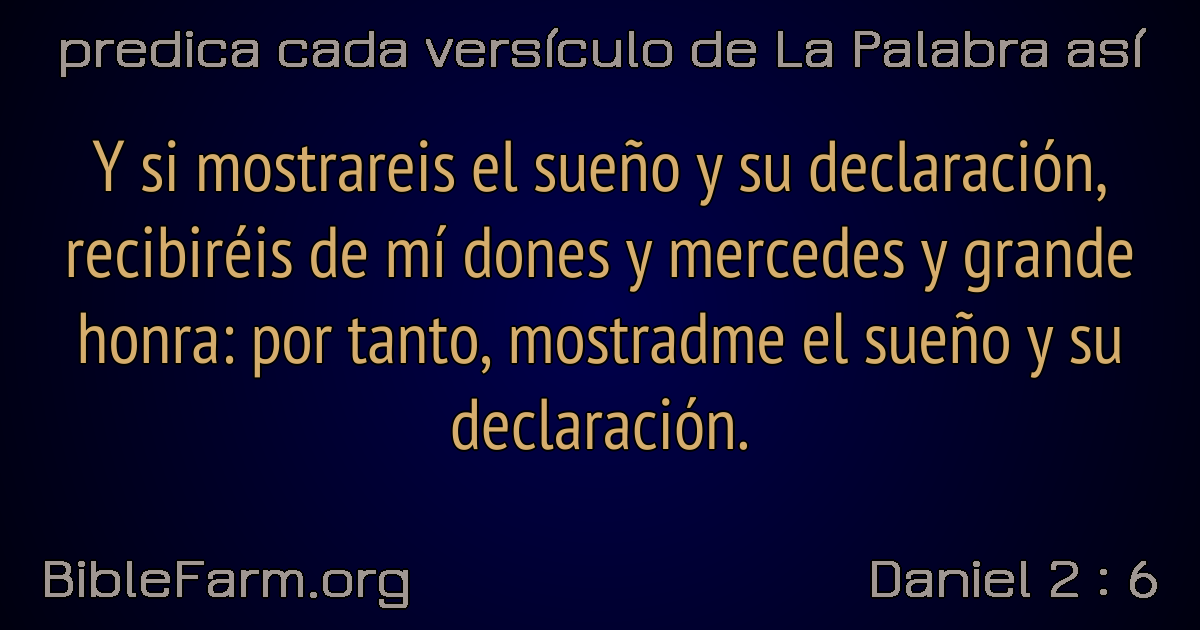 predica cada versículo de La Palabra así
Y si mostrareis el sueño y su declaración,
recibiréis de mí dones y mercedes y grande
honra: por tanto, mostradme el sueño y su
declaración.
BibleFarm.org
Daniel 2 : 6